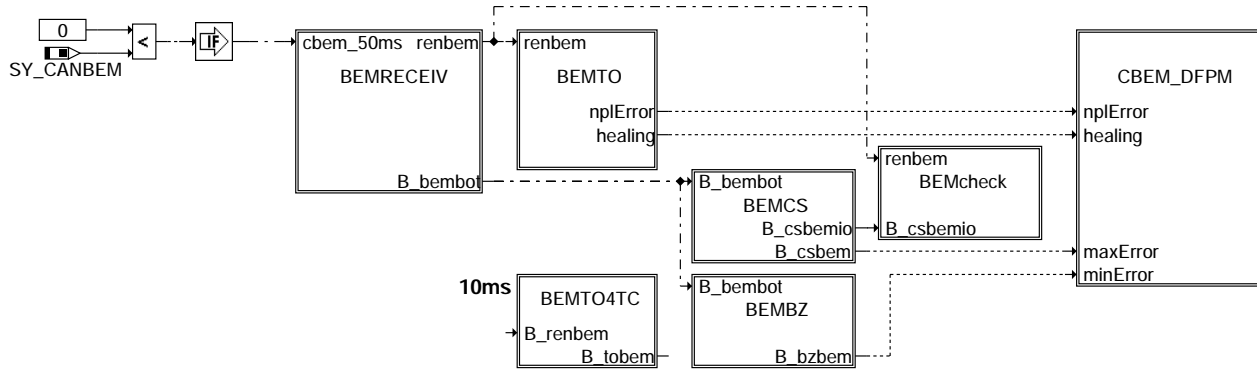 0
<
SY_CANBEM
IF
cbem_50ms renbem
BEMRECEIV
B_bembot
renbem
BEMTO
nplError
healing
CBEM_DFPM
nplError
healing
maxError
minError
renbem
BEMcheck
B_csbemio
B_bembot
BEMCS
B_csbemio
B_csbem
10ms
BEMTO4TC
B_renbem
B_tobem
B_bembot
BEMBZ
B_bzbem